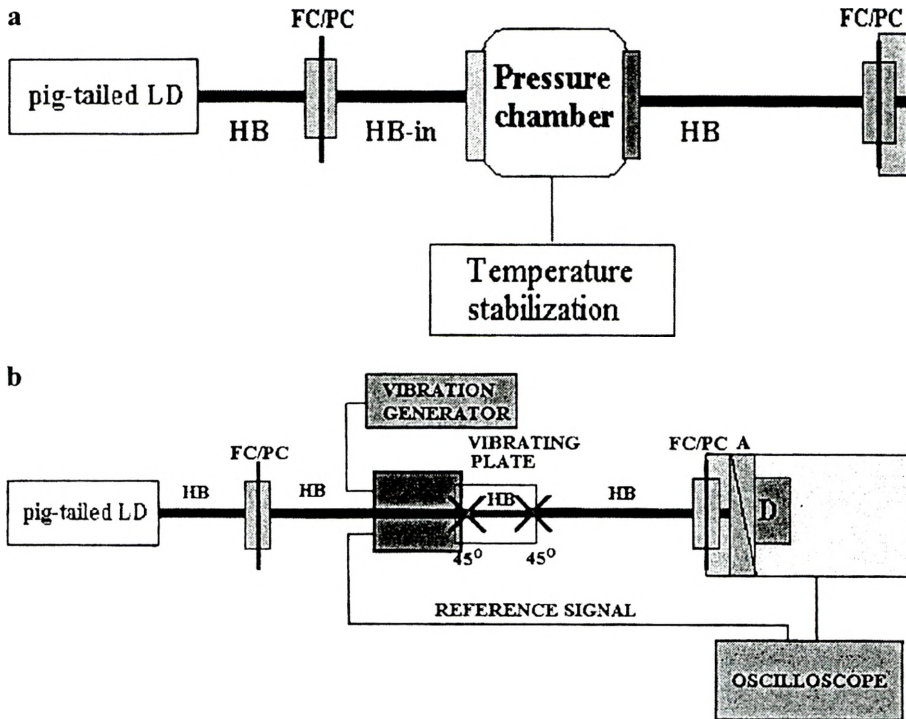 a
FC/PC
FC/PC
pig-tailed LD
HB
HB-in
Pressure
chamber
HB
Temperature
stabilization
b
VIBRATION
GENERATOR
FC/PC
VIBRATING
PLATE
FC/PC A
HB
HB
HB
HB
pig-tailed LD
D
45°
45°
REFERENCE SIGNAL
OSCILLOSCOPE